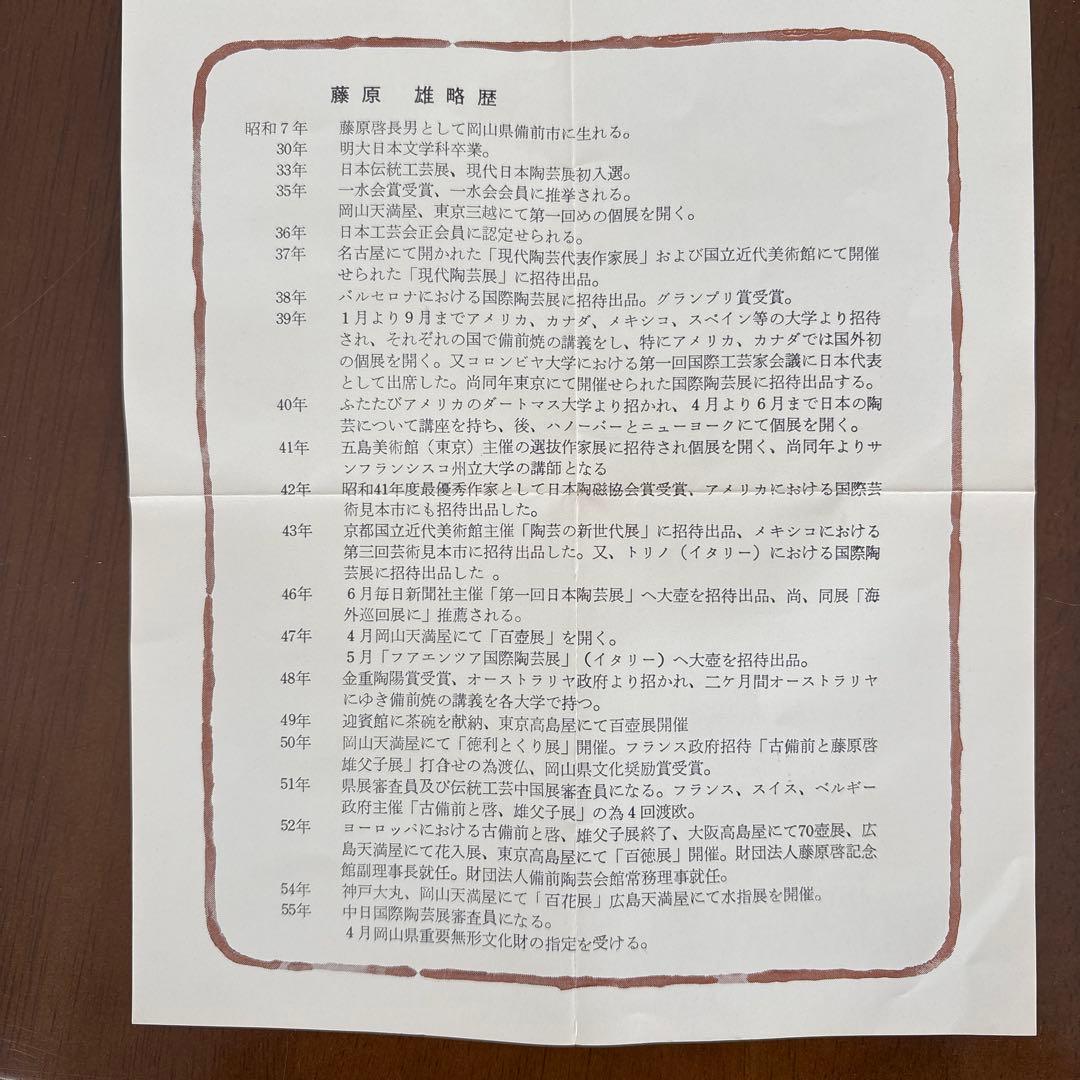 藤原　雄略歴
昭和７年　藤原啓長男として岡山県備前市に生れる。
30年　明大日本文学科卒業。
33年　日本伝統工芸展、現代日本陶芸展初入選。
35年　一水会賞受賞、一水会会員に推挙される。
岡山天満屋、東京三越にて第一回めの個展を開く。
36年　日本工芸会正会員に認定せられる。
37年　名古屋にて開かれた「現代陶芸代表作家展」および国立近代美術館にて開催
せられた「現代陶芸展」に招待出品。
38年　バルセロナにおける国際陶芸展に招待出品。グランプリ賞受賞。
39年　１月より９月までアメリカ、カナダ、メキシコ、スペイン等の大学より招待
され、それぞれの国で備前焼の講義をし、特にアメリカ、カナダでは国外初
の個展を開く。又コロンビヤ大学における第一回国際工芸家会議に日本代表
として出席した。尚同年東京にて開催せられた国際陶芸展に招待出品する。
40年　ふたたびアメリカのダートマス大学より招かれ、４月より６月まで日本の陶
芸について講座を持ち、後、ハノーバーとニューヨークにて個展を開く。
41年　五島美術館（東京）主催の選抜作家展に招待され個展を開く、尚同年よりサ
ンフランシスコ州立大学の講師となる
42年　昭和41年度最優秀作家として日本陶磁協会賞受賞、アメリカにおける国際芸
術見本市にも招待出品した。
43年　京都国立近代美術館主催「陶芸の新世代展」に招待出品、メキシコにおける
第三回芸術見本市に招待出品した。又、トリノ（イタリー）における国際陶
芸展に招待出品した 。
46年　６月毎日新聞社主催「第一回日本陶芸展」へ大壺を招待出品、尚、同展「海
外巡回展に」推薦される。
47年　４月岡山天満屋にて「百壺展」を開く。
５月「フアエンツア国際陶芸展」（イタリー）へ大壺を招待出品。
48年　金重陶陽賞受賞、オーストラリヤ政府より招かれ、二ケ月間オーストラリヤ
にゆき備前焼の講義を各大学で持つ。
49年　迎賓館に茶碗を献納、東京高島屋にて百壺展開催
50年　岡山天満屋にて「徳利とくり展」開催。フランス政府招待「古備前と藤原啓
雄父子展」打合せの為渡仏、岡山県文化奨励賞受賞。
51年　県展審査員及び伝統工芸中国展審査員になる。フランス、スイス、ベルギー
政府主催「古備前と啓、雄父子展」の為４回渡欧。
52年　ヨーロッパにおける古備前と啓、雄父子展終了、大阪高島屋にて70壺展、広
島天満屋にて花入展、東京高島屋にて「百徳展」開催。財団法人藤原啓記念
館副理事長就任。財団法人備前陶芸会館常務理事就任。
54年　神戸大丸、岡山天満屋にて「百花展」広島天満屋にて水指展を開催。
55年　中日国際陶芸展審査員になる。
４月岡山県重要無形文化財の指定を受ける。